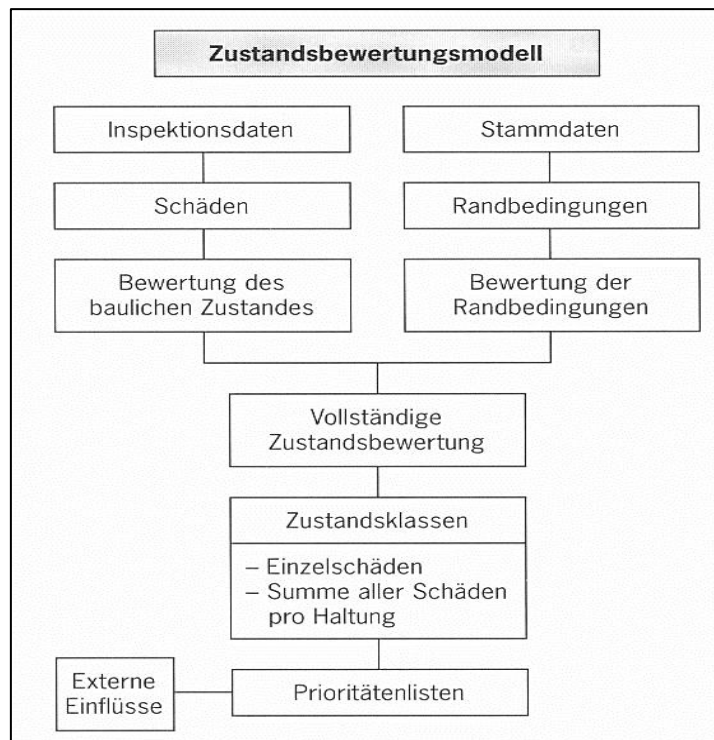 Zustandsbewertungsmodell
Inspektionsdaten
Stammdaten
Schäden
Randbedingungen
Bewertung des
baulichen Zustandes
Bewertung der
Randbedingungen
Vollständige
Zustandsbewertung
Zustandsklassen
– Einzelschäden
– Summe aller Schäden
pro Haltung
Externe
Einflüsse
Prioritätenlisten